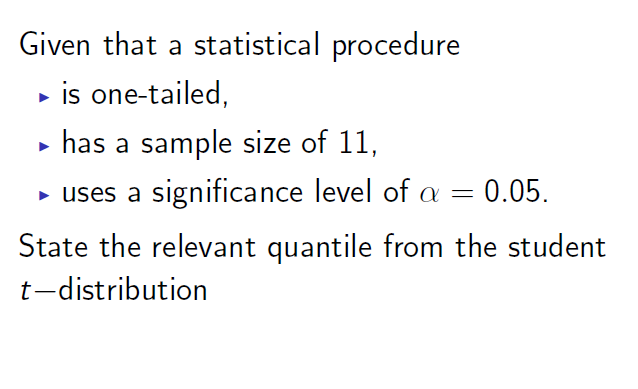 Given that a statistical procedure
▶ is one-tailed,
▶ has a sample size of 11,
▶ uses a significance level of α = 0.05.
State the relevant quantile from the student
t−distribution